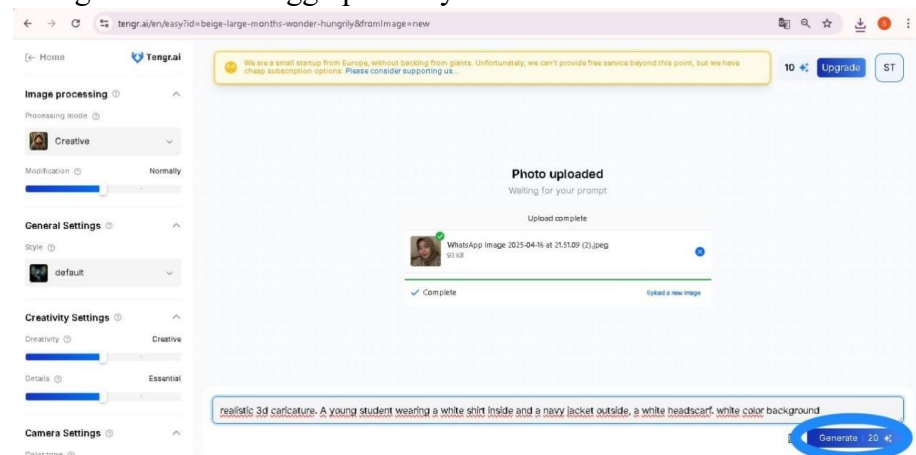 tengr.ai/en/easy?id=beige-large-months-wonder-hungrily&fromImage=new
S
Home
Tengr.ai
We are a small startup from Europe, without backing from giants. Unfortunately, we can't provide free service beyond this point, but we have
cheap subscription options. Please consider supporting us...
10
Upgrade
ST
Image processing
Processing mode
Creative
Modification
Normally
General Settings
Style
default
Creativity Settings
Creativity
Creative
Details
Essential
Camera Settings
Color tone
Photo uploaded
Waiting for your prompt
Upload complete
WhatsApp Image 2025-04-16 at 21.51.09 (2).jpeg
93 KB
Complete
Upload a new image
realistic 3d caricature. A young student wearing a white shirt inside and a navy jacket outside, a white headscarf. white color background
Generate 20